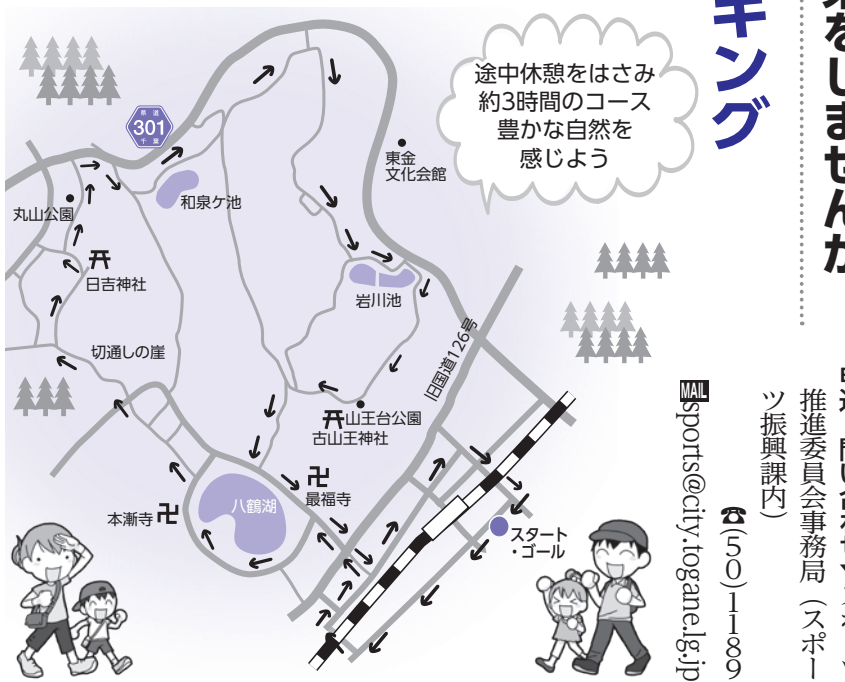 をしませんか
キング
途中休憩をはさみ
約3時間のコース
豊かな自然を
感じよう
県道
301
千葉
東金
文化会館
丸山公園
和泉ケ池
日吉神社
岩川池
切通しの崖
旧国道126号
山王台公園
古山王神社
八鶴湖
最福寺
本漸寺
スタート
・ゴール
推進委員会事務局（スポー
ツ振興課内）
☎(50)1189
MAIL sports@city.togane.lg.jp